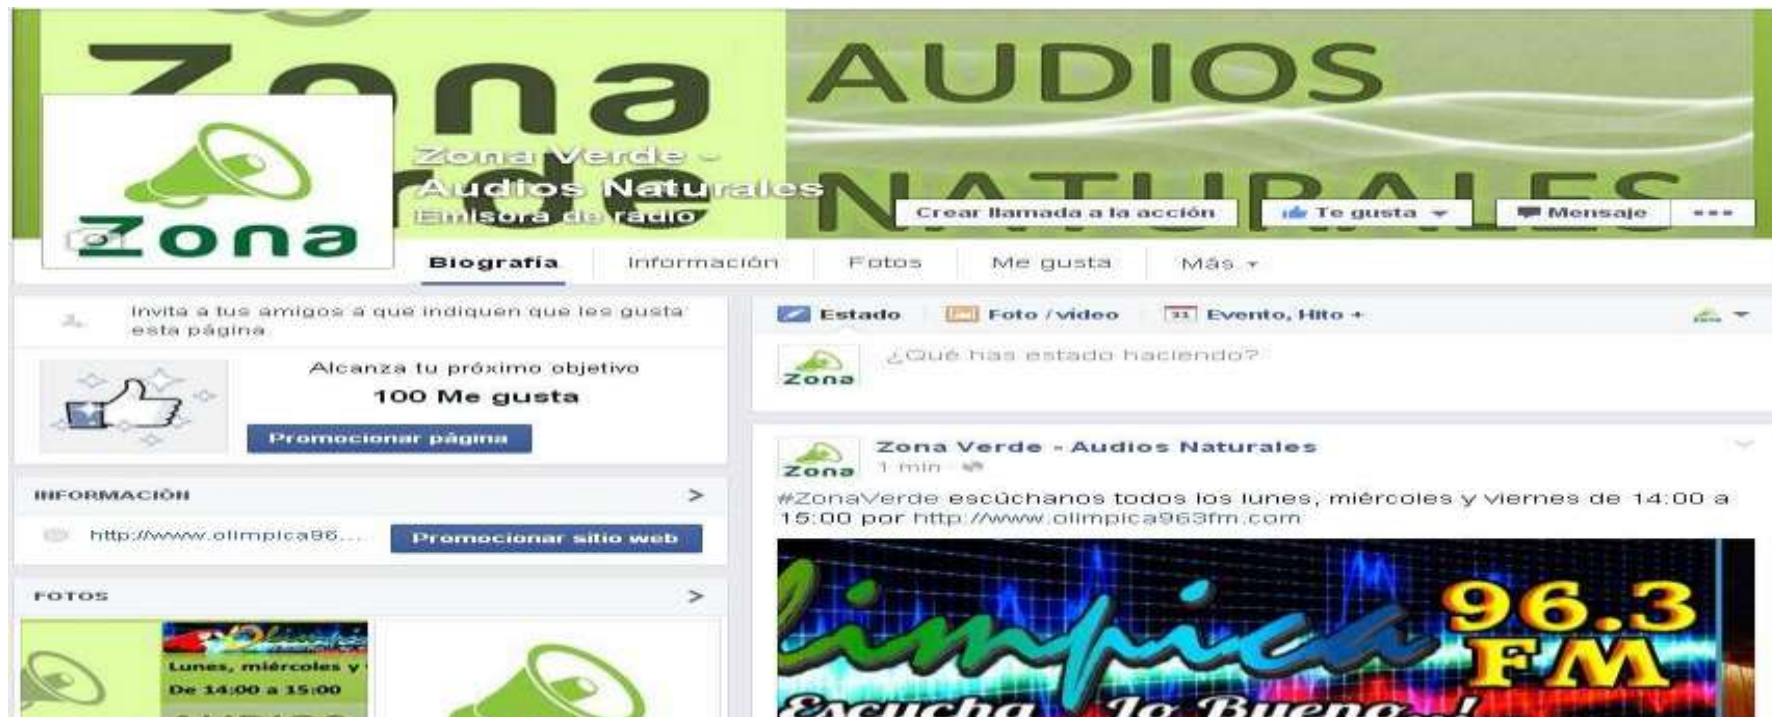 Zona
Verde
AUDIOS
NATURALES
Zona
Zona Verde -
Audios Naturales
Emisora de radio
Crear llamada a la acción
Te gusta
Mensaje
Biografía
Información
Fotos
Me gusta
Más
Invita a tus amigos a que indiquen que les gusta
esta página
Alcanza tu próximo objetivo
100 Me gusta
Promocionar página
INFORMACIÓN
>
http://www.olimpica96....
Promocionar sitio web
FOTOS
>
Lunes, miércoles y
De 14:00 a 15:00
Estado
Foto / vídeo
31
Evento, Hito +
Zona
¿Qué has estado haciendo?
Zona
Zona Verde - Audios Naturales
1 min
#ZonaVerde escúchanos todos los lunes, miércoles y viernes de 14:00 a
15:00 por http://www.olimpica963fm.com
Olimpica
96.3
FM
Escucha lo Bueno..!